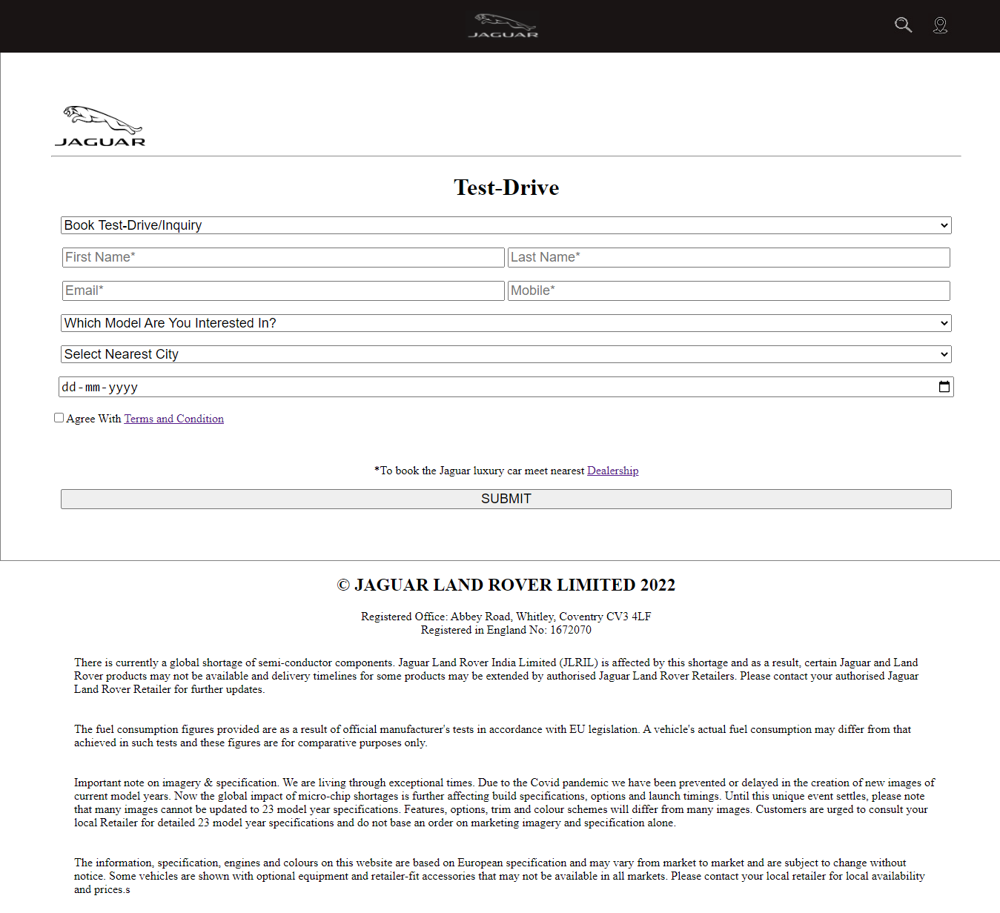 JAGUAR
JAGUAR
Test-Drive
Book Test-Drive/Inquiry
First Name* Last Name*
Email* Mobile*
Which Model Are You Interested In?
Select Nearest City
dd-mm-yyyy
Agree With Terms and Condition
*To book the Jaguar luxury car meet nearest Dealership
SUBMIT
© JAGUAR LAND ROVER LIMITED 2022
Registered Office: Abbey Road, Whitley, Coventry CV3 4LF
Registered in England No: 1672070
There is currently a global shortage of semi-conductor components. Jaguar Land Rover India Limited (JLRIL) is affected by this shortage and as a result, certain Jaguar and Land
Rover products may not be available and delivery timelines for some products may be extended by authorised Jaguar Land Rover Retailers. Please contact your authorised Jaguar
Land Rover Retailer for further updates.
The fuel consumption figures provided are as a result of official manufacturer's tests in accordance with EU legislation. A vehicle's actual fuel consumption may differ from that
achieved in such tests and these figures are for comparative purposes only.
Important note on imagery & specification. We are living through exceptional times. Due to the Covid pandemic we have been prevented or delayed in the creation of new images of
current model years. Now the global impact of micro-chip shortages is further affecting build specifications, options and launch timings. Until this unique event settles, please note
that many images cannot be updated to 23 model year specifications. Features, options, trim and colour schemes will differ from many images. Customers are urged to consult your
local Retailer for detailed 23 model year specifications and do not base an order on marketing imagery and specification alone.
The information, specification, engines and colours on this website are based on European specification and may vary from market to market and are subject to change without
notice. Some vehicles are shown with optional equipment and retailer-fit accessories that may not be available in all markets. Please contact your local retailer for local availability
and prices.s